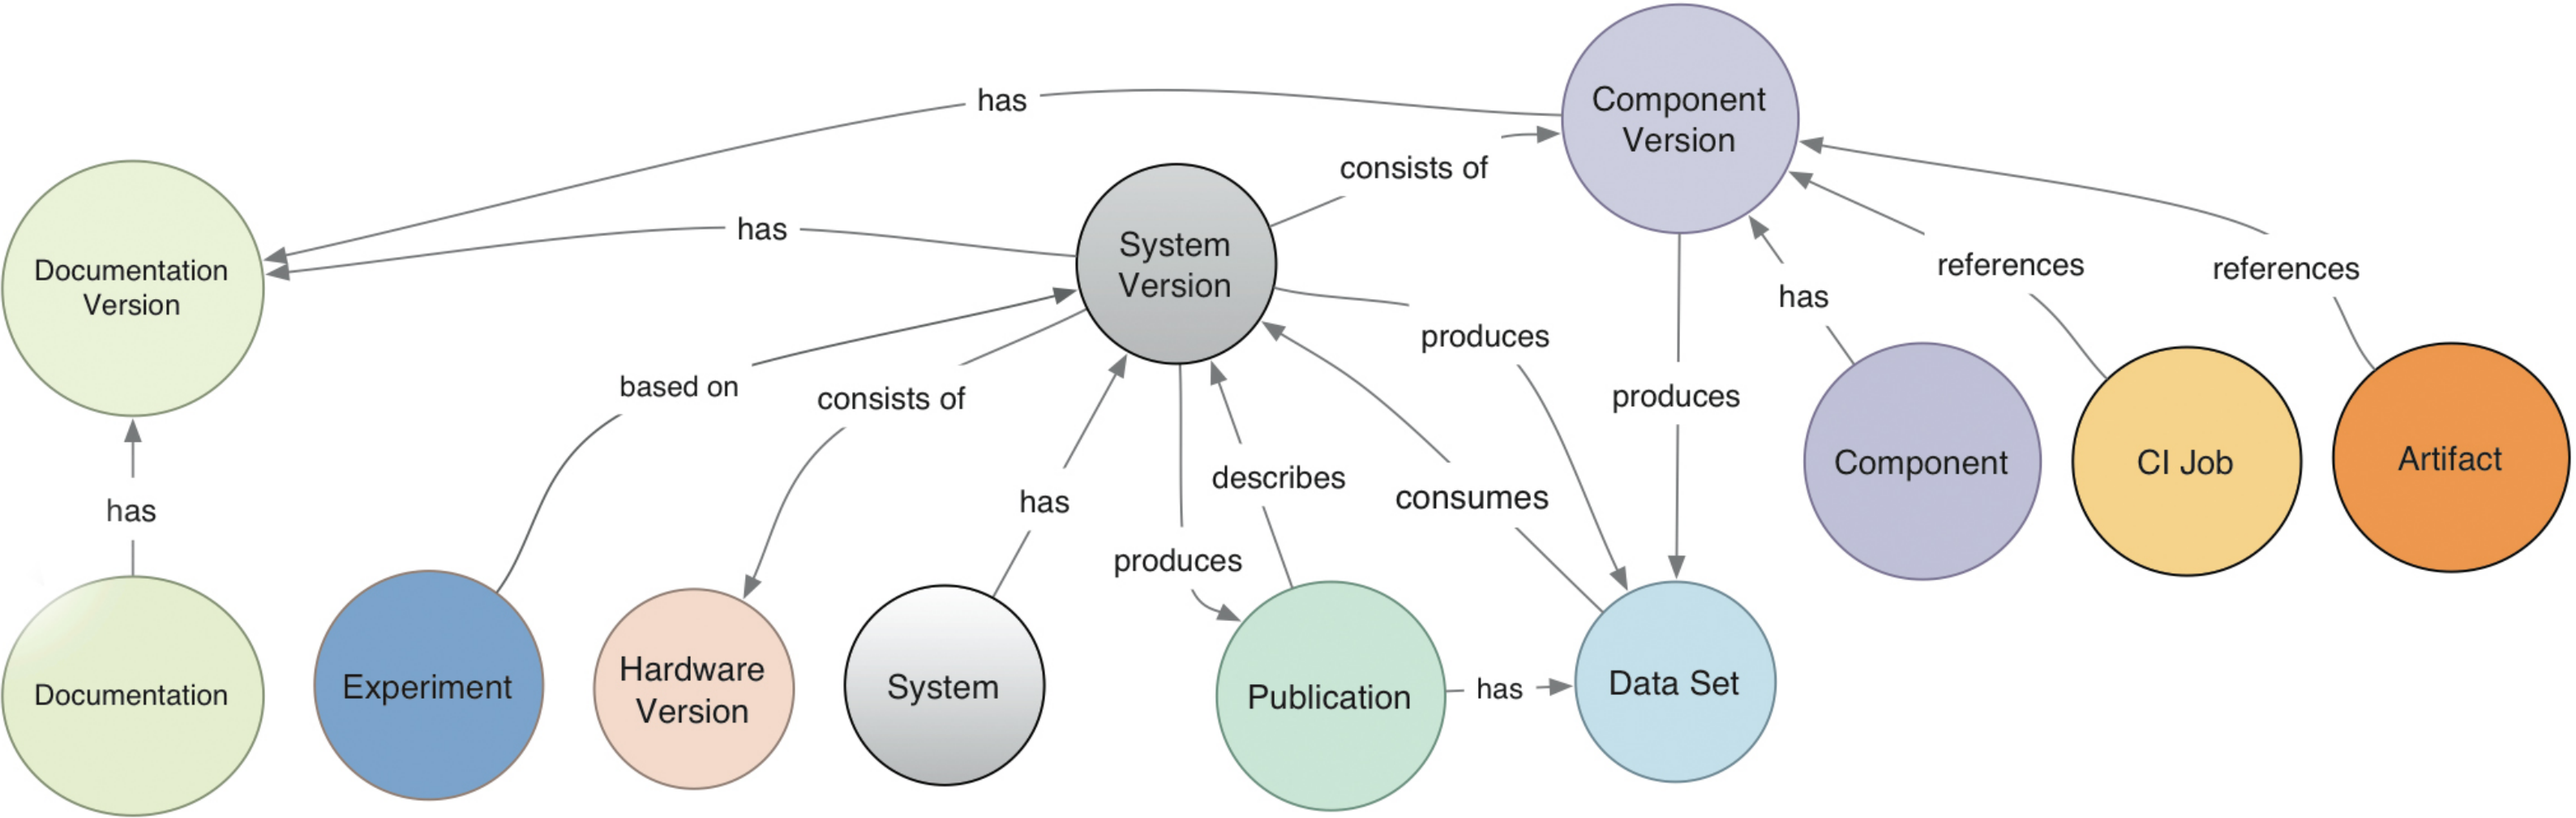 has
Component
Version
consists of
has
System
Version
Documentation
Version
references
references
has
produces
based on
consists of
produces
has
describes
consumes
Component
CI Job
Artifact
has
produces
Documentation
Experiment
Hardware
Version
System
Publication
has
Data Set